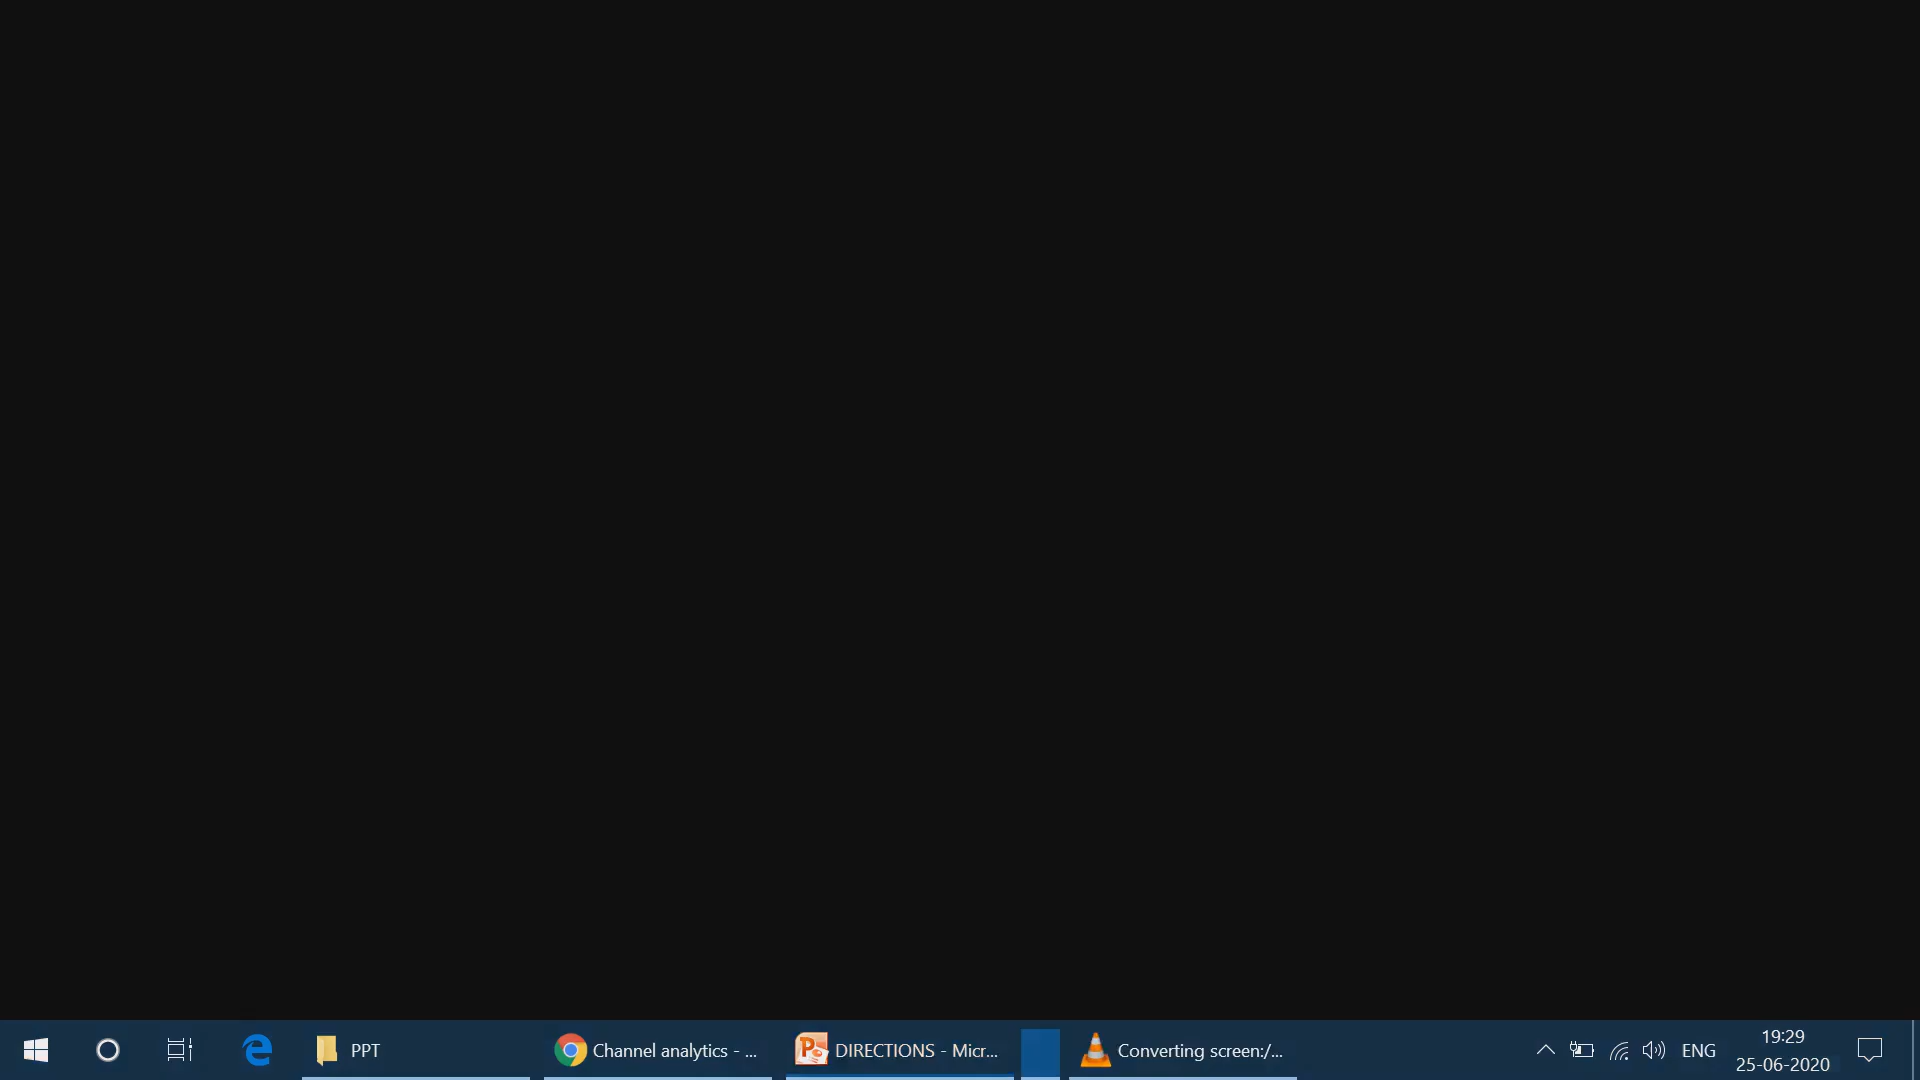 PPT
Channel analytics - ...
DIRECTIONS - Micr...
Converting screen:/...
ENG
19:29
25-06-2020